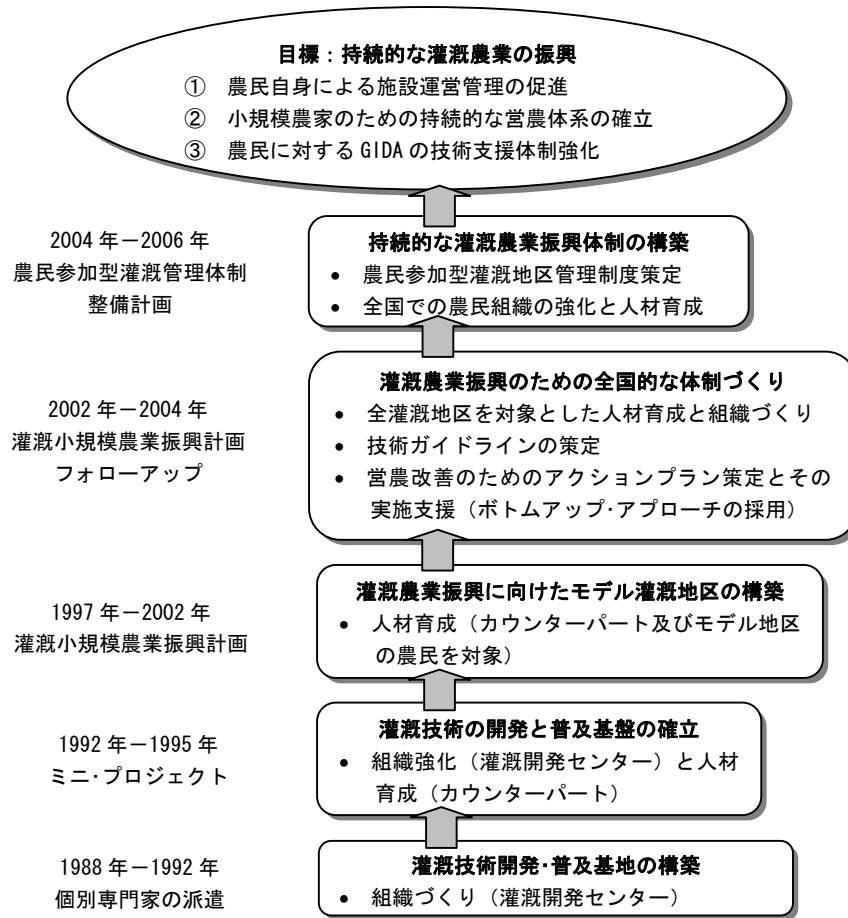 目標：持続的な灌漑農業の振興
① 農民自身による施設運営管理の促進
② 小規模農家のための持続的な営農体系の確立
③ 農民に対する GIDA の技術支援体制強化
2004 年－2006 年
農民参加型灌漑管理体制
整備計画
持続的な灌漑農業振興体制の構築
• 農民参加型灌漑地区管理制度策定
• 全国での農民組織の強化と人材育成
2002 年－2004 年
灌漑小規模農業振興計画
フォローアップ
灌漑農業振興のための全国的な体制づくり
• 全灌漑地区を対象とした人材育成と組織づくり
• 技術ガイドラインの策定
• 営農改善のためのアクションプラン策定とその
実施支援（ボトムアップ･アプローチの採用）
1997 年－2002 年
灌漑小規模農業振興計画
灌漑農業振興に向けたモデル灌漑地区の構築
• 人材育成（カウンターパート及びモデル地区
の農民を対象）
1992 年－1995 年
ミニ･プロジェクト
灌漑技術の開発と普及基盤の確立
• 組織強化（灌漑開発センター）と人材
育成（カウンターパート）
1988 年－1992 年
個別専門家の派遣
灌漑技術開発･普及基地の構築
• 組織づくり（灌漑開発センター）